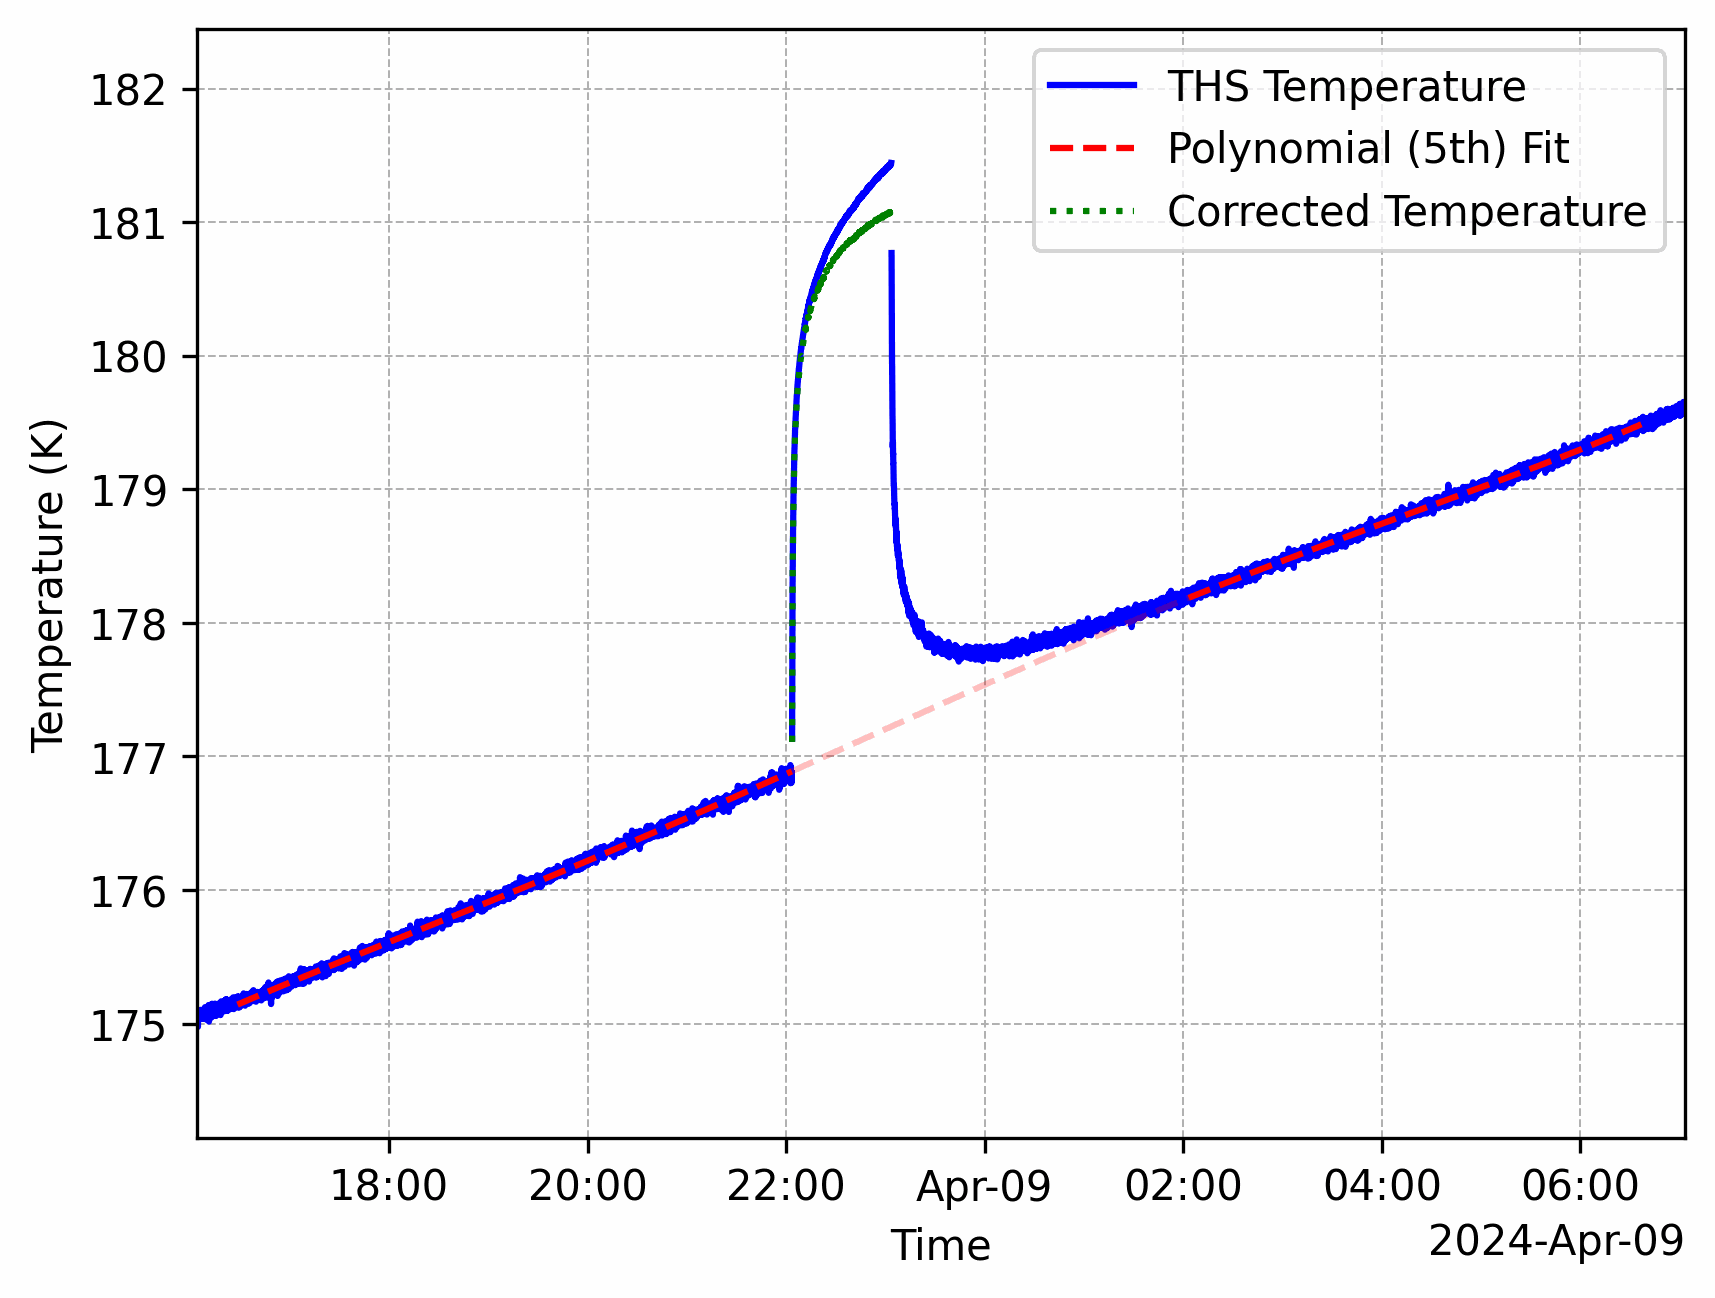 182
181
180
179
178
177
176
175
Temperature (K)
THS Temperature
Polynomial (5th) Fit
Corrected Temperature
18:00 20:00 22:00 Apr-09 02:00 04:00 06:00
Time
2024-Apr-09